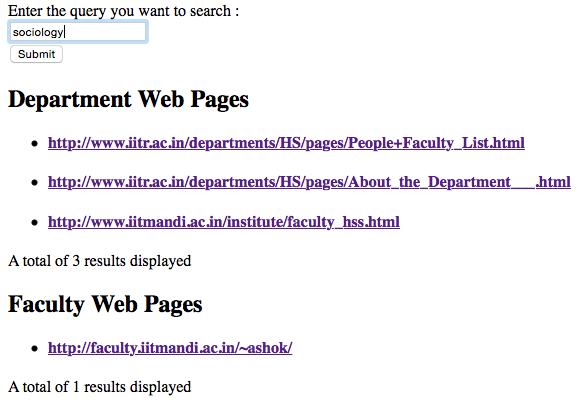 Enter the query you want to search :
sociology
Submit
Department Web Pages
http://www.iitr.ac.in/departments/HS/pages/People+Faculty_List.html
http://www.iitr.ac.in/departments/HS/pages/About_the_Department___.html
http://www.iitmandi.ac.in/institute/faculty_hss.html
A total of 3 results displayed
Faculty Web Pages
http://faculty.iitmandi.ac.in/~ashok/
A total of 1 results displayed